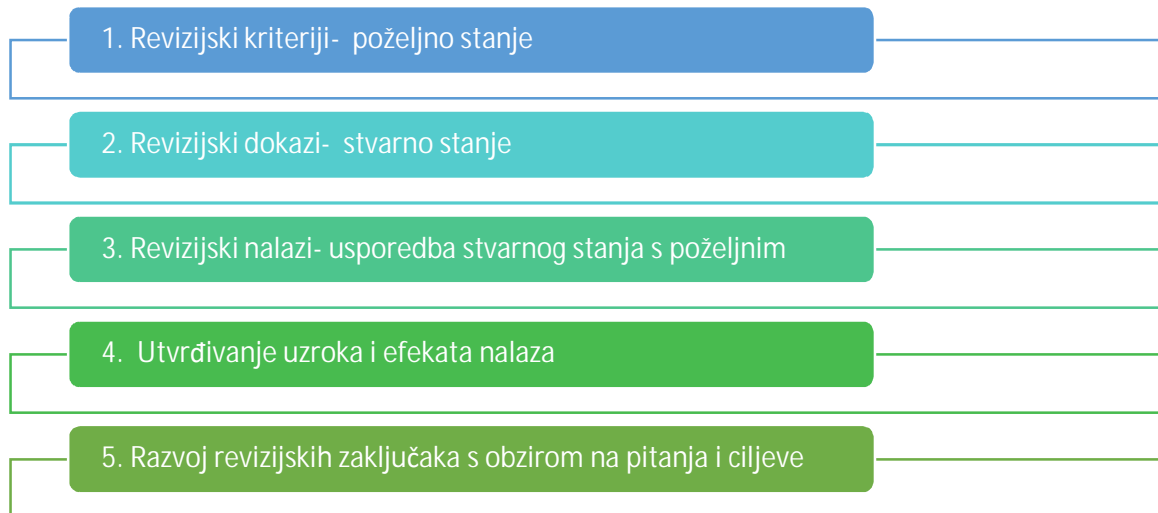 1. Revizijski kriteriji- poželjno stanje
2. Revizijski dokazi- stvarno stanje
3. Revizijski nalazi- usporedba stvarnog stanja s poželjnim
4. Utvrđivanje uzroka i efekata nalaza
5. Razvoj revizijskih zaključaka s obzirom na pitanja i ciljeve